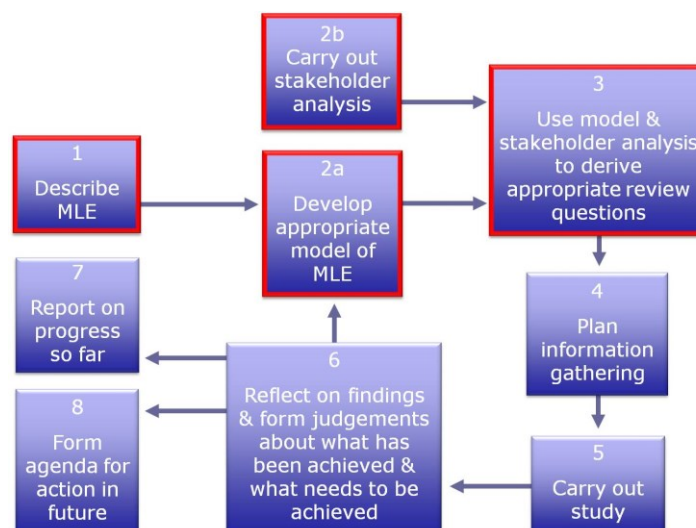 1
Describe
MLE
2a
Develop
appropriate
model of
MLE
2b
Carry out
stakeholder
analysis
3
Use model &
stakeholder analysis
to derive
appropriate review
questions
4
Plan
information
gathering
5
Carry out
study
6
Reflect on findings
& form judgements
about what has
been achieved &
what needs to be
achieved
7
Report on
progress
so far
8
Form
agenda for
action in
future